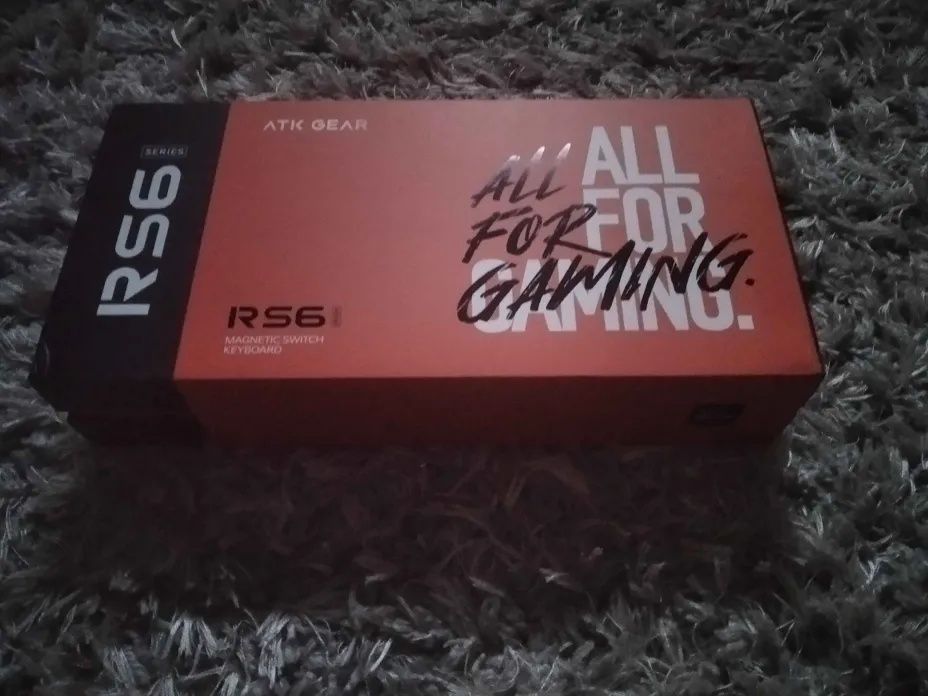 RS6
SERIES
ATK GEAR
ALL
FOR
GAMING.
ALL
FOR
GAMING.
RS6
MAGNETIC SWITCH
KEYBOARD